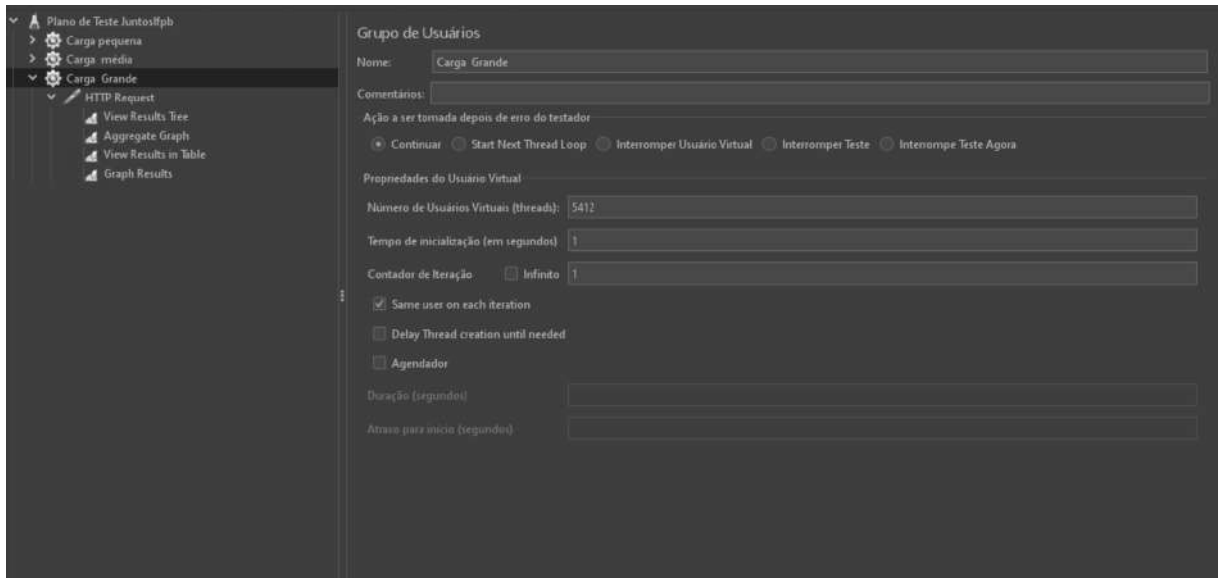 Plano de Teste JuntosIfpb
Carga pequena
Carga média
Carga Grande
HTTP Request
View Results Tree
Aggregate Graph
View Results in Table
Graph Results
Grupo de Usuários
Nome: Carga Grande
Comentários:
Ação a ser tomada depois de erro do testador
Continuar Start Next Thread Loop Interromper Usuário Virtual Interromper Teste Interrompe Teste Agora
Propriedades do Usuário Virtual
Número de Usuários Virtuais (threads): 5412
Tempo de inicialização (em segundos) 1
Contador de Iteração Infinito 1
Same user on each iteration
Delay Thread creation until needed
Agendador
Duração (segundos)
Atraso para início (segundos)